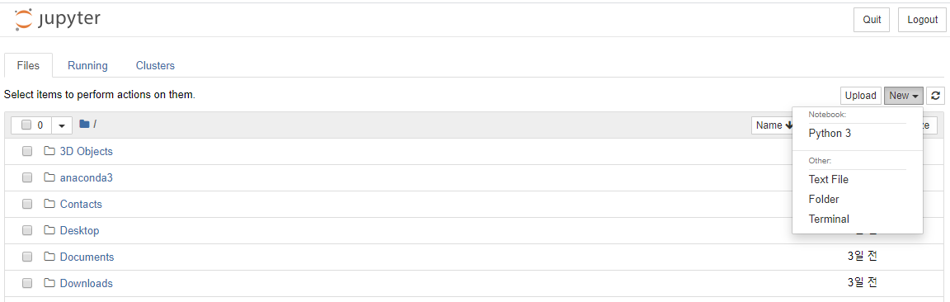 jupyter
Quit Logout
Files Running Clusters
Select items to perform actions on them.
Upload New
0 / Name
Notebook:
Python 3
Other:
Text File
Folder
Terminal
3D Objects
anaconda3
Contacts
Desktop
Documents 3일 전
Downloads 3일 전